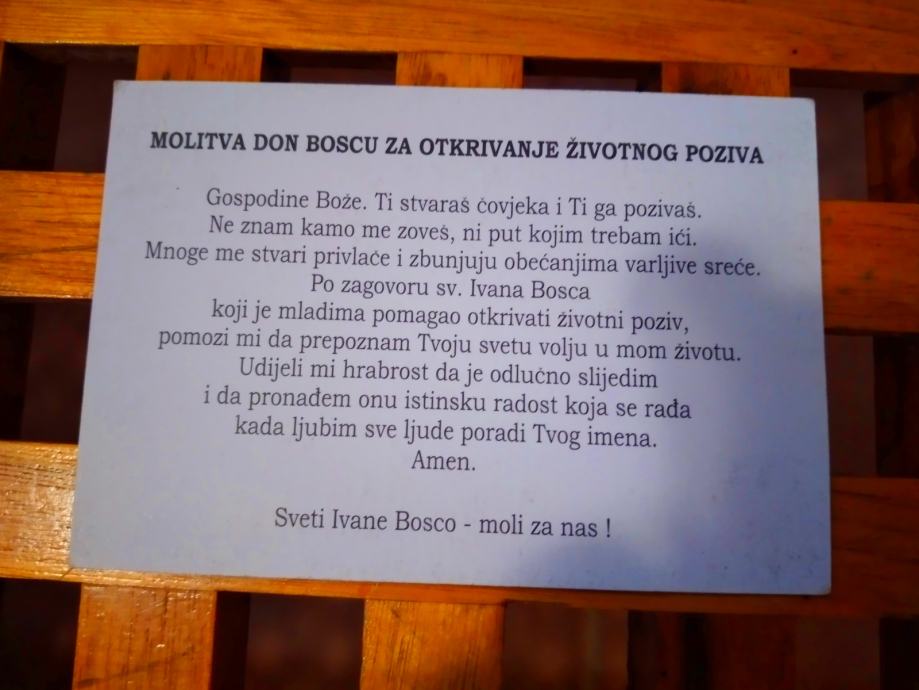 MOLITVA DON BOSCU ZA OTKRIVANJE ŽIVOTNOG POZIVA
Gospodine Bože. Ti stvaraš čovjeka i Ti ga pozivaš.
Ne znam kamo me zoveš, ni put kojim trebam ići.
Mnoge me stvari privlače i zbunjuju obećanjima varljive sreće.
Po zagovoru sv. Ivana Bosca
koji je mladima pomagao otkrivati životni poziv,
pomozi mi da prepoznam Tvoju svetu volju u mom životu.
Udijeli mi hrabrost da je odlučno slijedim
i da pronađem onu istinsku radost koja se rađa
kada ljubim sve ljude poradi Tvog imena.
Amen.
Sveti Ivane Bosco - moli za nas !